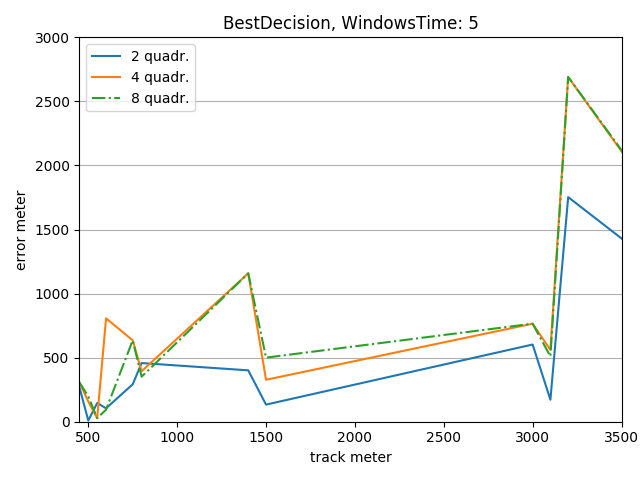 BestDecision, WindowsTime: 5
2 quadr.
4 quadr.
8 quadr.
error meter
3000
2500
2000
1500
1000
500
0
500 1000 1500 2000 2500 3000 3500
track meter